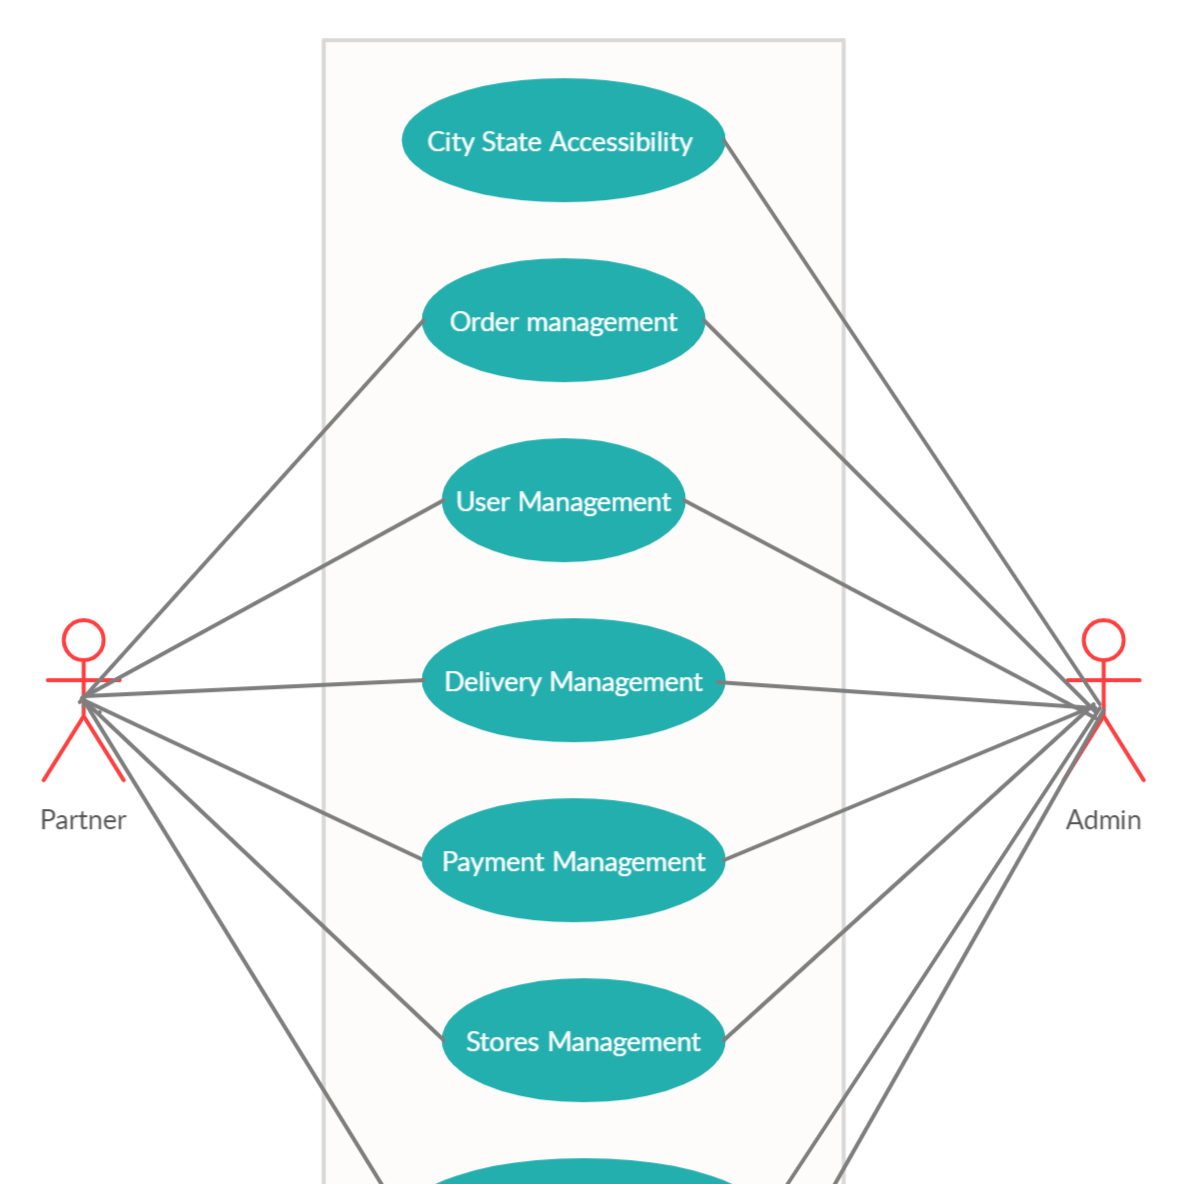 City State Accessibility
Order management
User Management
Delivery Management
Partner
Admin
Payment Management
Stores Management